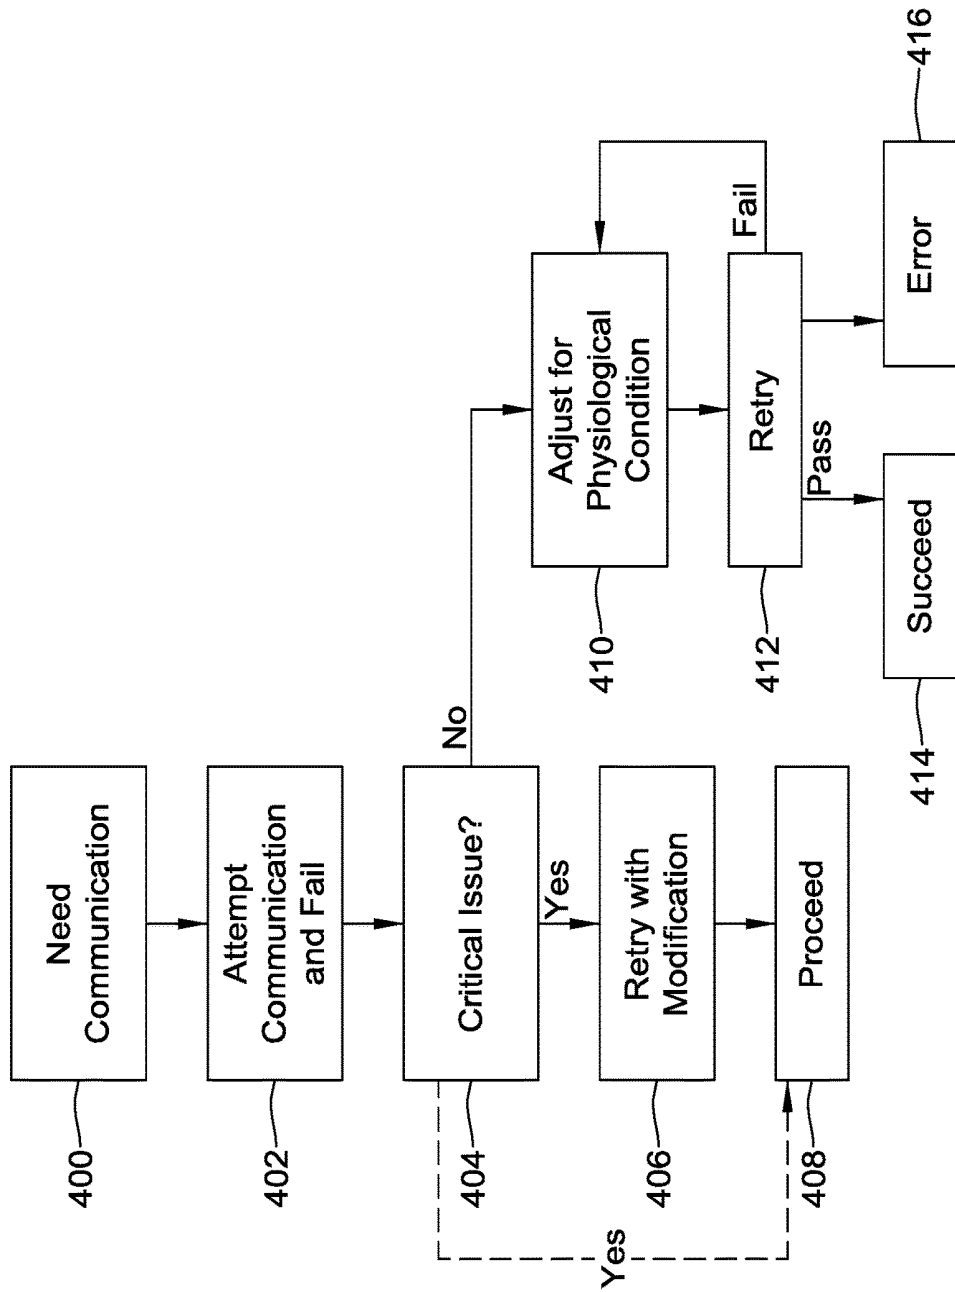 Need
Communication
400
Attempt
Communication
and Fail
402
Critical Issue?
404
No
Yes
Yes
Retry with
Modification
406
Proceed
408
Adjust for
Physiological
Condition
410
Retry
412
Fail
Pass
Succeed
414
Error
416